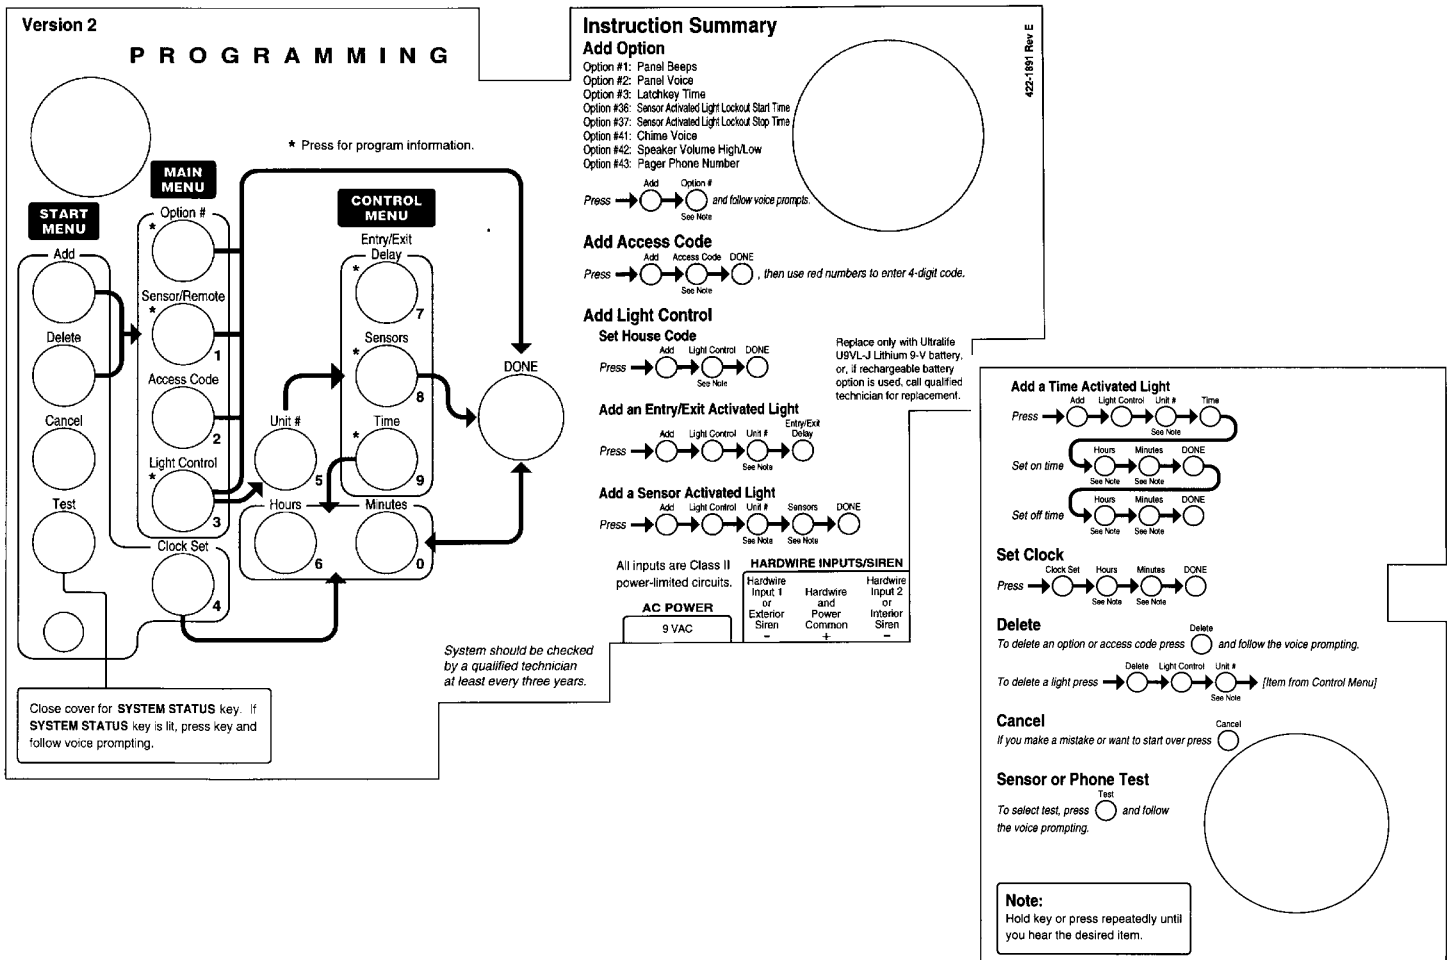 Version 2
PROGRAMMING
* Press for program information.
START
MENU
MAIN
MENU
CONTROL
MENU
Add
Delete
Cancel
Test
Option #
*
Sensor/Remote
*
1
Access Code
2
Light Control
*
3
Clock Set
4
Unit #
5
Hours
6
Entry/Exit
Delay
*
7
Sensors
*
8
Time
*
9
Minutes
0
DONE
Close cover for SYSTEM STATUS key. If
SYSTEM STATUS key is lit, press key and
follow voice prompting.
System should be checked
by a qualified technician
at least every three years.
Instruction Summary
422-1891 Rev E
Add Option
Option #1: Panel Beeps
Option #2: Panel Voice
Option #3: Latchkey Time
Option #36: Sensor Activated Light Lockout Start Time
Option #37: Sensor Activated Light Lockout Stop Time
Option #41: Chime Voice
Option #42: Speaker Volume High/Low
Option #43: Pager Phone Number
Add Option #
Press and follow voice prompts.
See Note
Add Access Code
Add Access Code DONE
Press , then use red numbers to enter 4-digit code.
See Note
Add Light Control
Set House Code
Add Light Control DONE
Press
See Note
Replace only with Ultralife
U9VL-J Lithium 9-V battery,
or, if rechargeable battery
option is used, call qualified
technician for replacement.
Add an Entry/Exit Activated Light
Add Light Control Unit # Entry/Exit
Delay
Press
See Note
Add a Sensor Activated Light
Add Light Control Unit # Sensors DONE
Press
See Note See Note
All inputs are Class II
power-limited circuits.
AC POWER
9 VAC
HARDWIRE INPUTS/SIREN
Hardwire
Input 1
or
Exterior
Siren
–
Hardwire
and
Power
Common
+
Hardwire
Input 2
or
Interior
Siren
–
Add a Time Activated Light
Add Light Control Unit # Time
Press
See Note
Hours Minutes DONE
Set on time
See Note See Note
Hours Minutes DONE
Set off time
See Note See Note
Set Clock
Clock Set Hours Minutes DONE
Press
See Note See Note
Delete
Delete
To delete an option or access code press and follow the voice prompting.
Delete Light Control Unit #
To delete a light press [Item from Control Menu]
See Note
Cancel
Cancel
If you make a mistake or want to start over press
Sensor or Phone Test
Test
To select test, press and follow
the voice prompting.
Note:
Hold key or press repeatedly until
you hear the desired item.